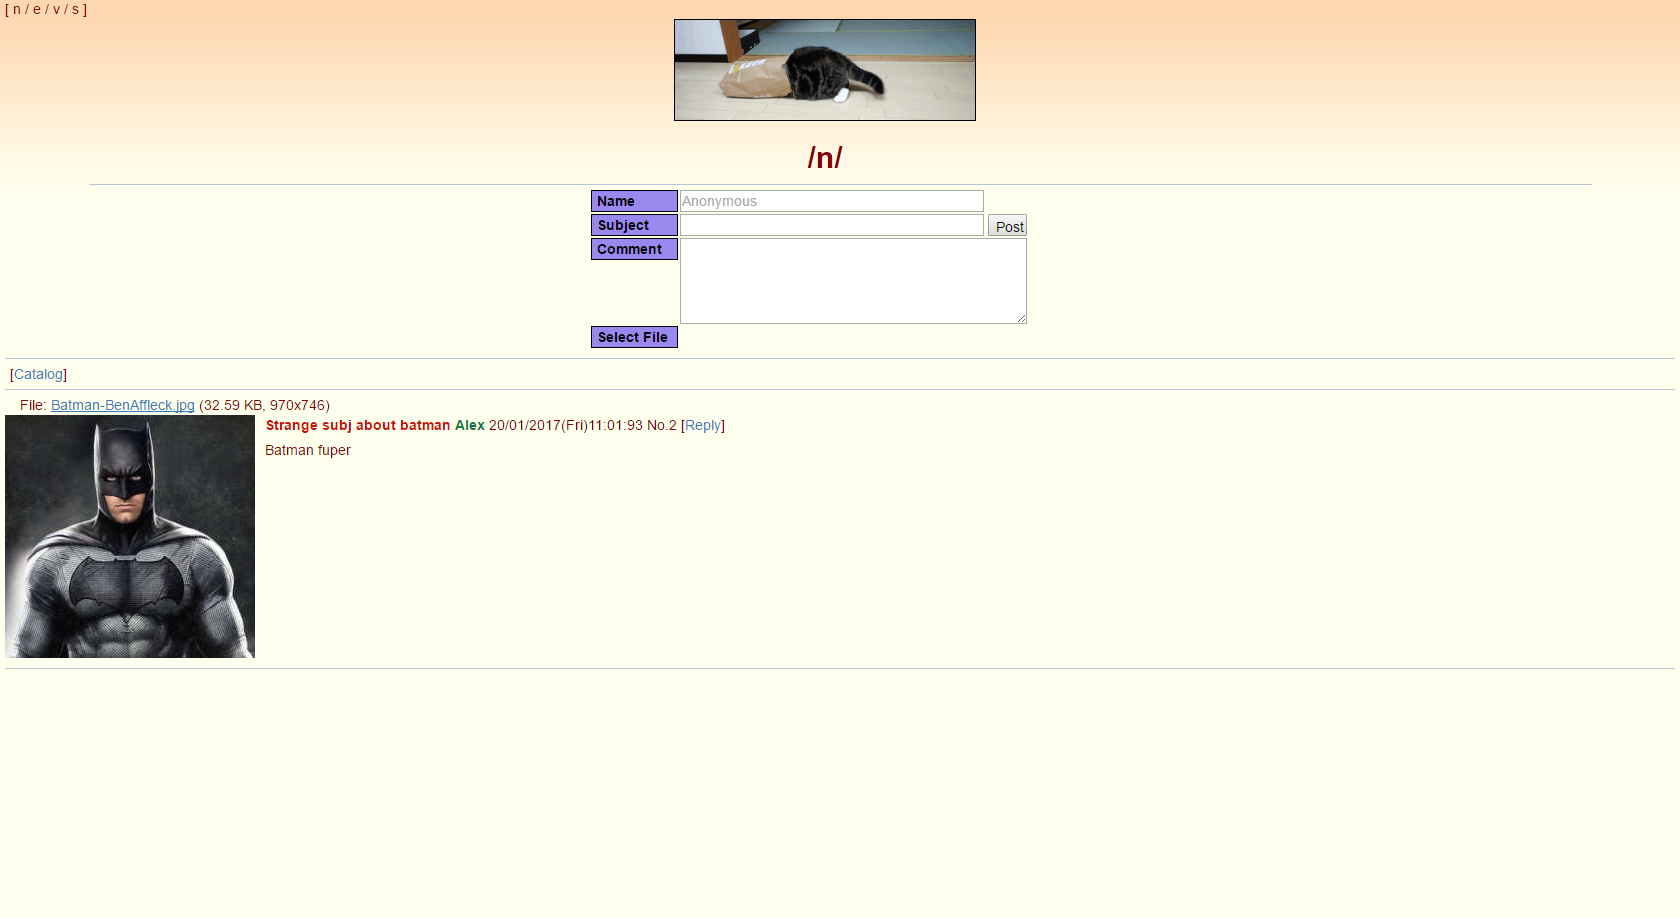 [ n / e / v / s ]
/n/
Name Anonymous
Subject Post
Comment
Select File
[Catalog]
File: Batman-BenAffleck.jpg (32.59 KB, 970x746)
Strange subj about batman Alex 20/01/2017(Fri)11:01:93 No.2 [Reply]
Batman fuper